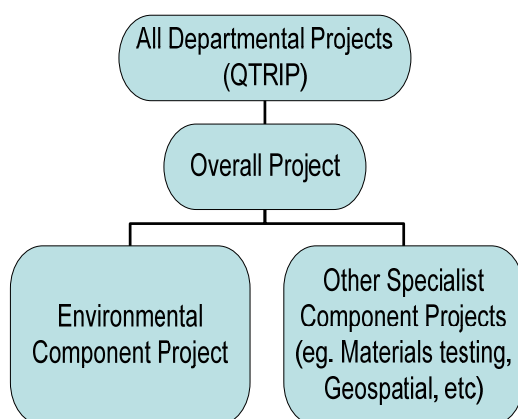 All Departmental Projects
(QTRIP)
Overall Project
Environmental
Component Project
Other Specialist
Component Projects
(eg. Materials testing,
Geospatial, etc)